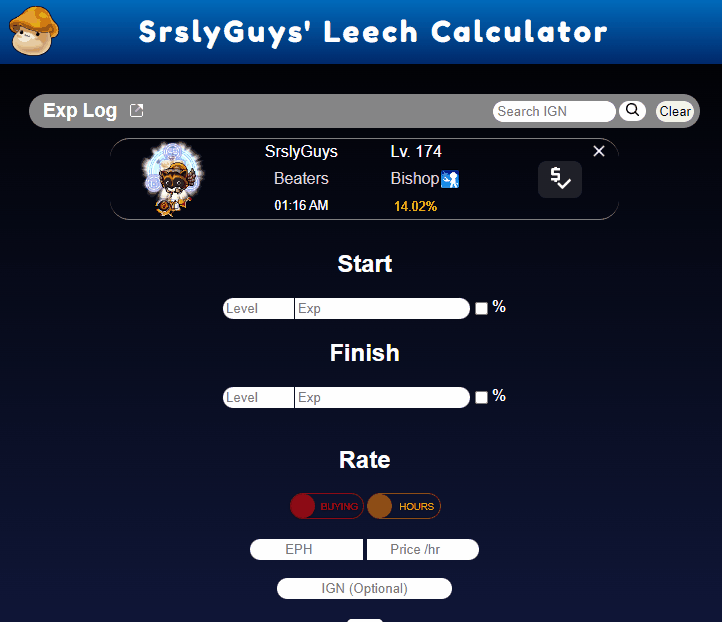 SrslyGuys' Leech Calculator
Exp Log Search IGN Clear
SrslyGuys Lv. 174
Beaters Bishop
01:16 AM 14.02%
Start
Level Exp %
Finish
Level Exp %
Rate
BUYING HOURS
EPH Price /hr
IGN (Optional)